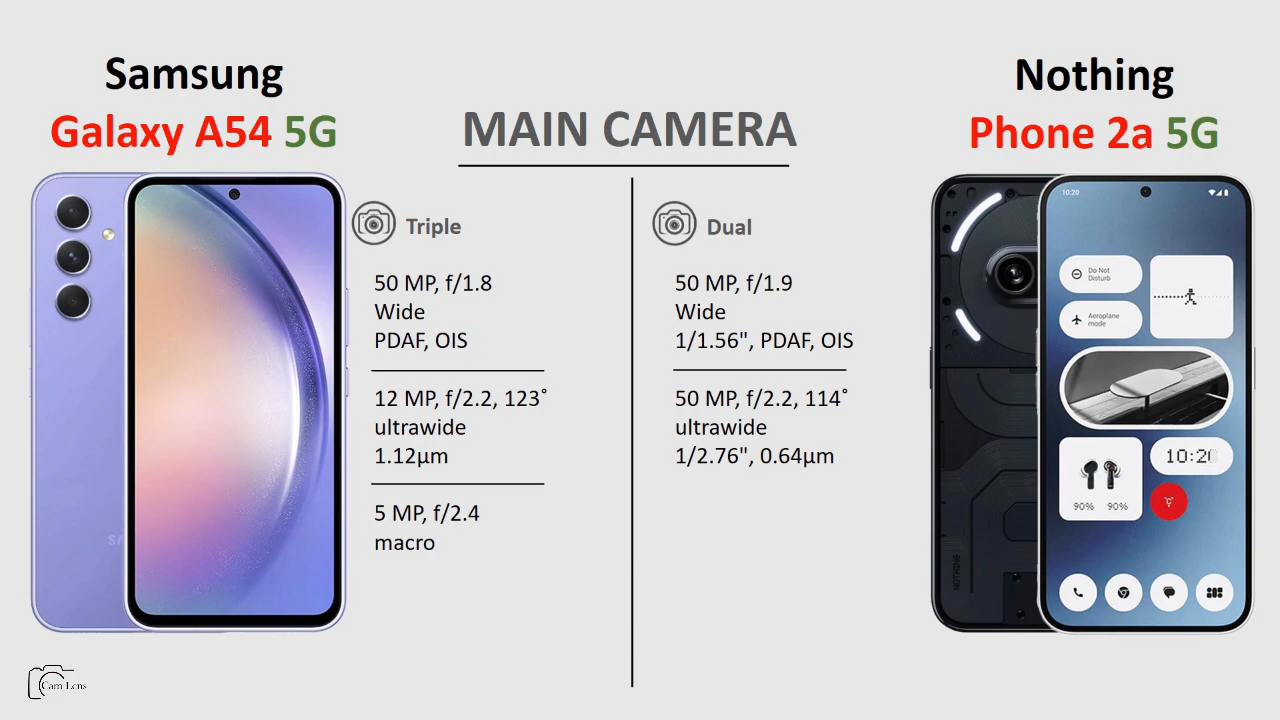 Samsung
Galaxy A54 5G
MAIN CAMERA
Nothing
Phone 2a 5G
Triple
50 MP, f/1.8
Wide
PDAF, OIS
12 MP, f/2.2, 123˚
ultrawide
1.12µm
5 MP, f/2.4
macro
Dual
50 MP, f/1.9
Wide
1/1.56", PDAF, OIS
50 MP, f/2.2, 114˚
ultrawide
1/2.76", 0.64µm
10:20
Do Not
Disturb
Aeroplane
mode
10:20
90% 90%
NOTHING
Cam Lens